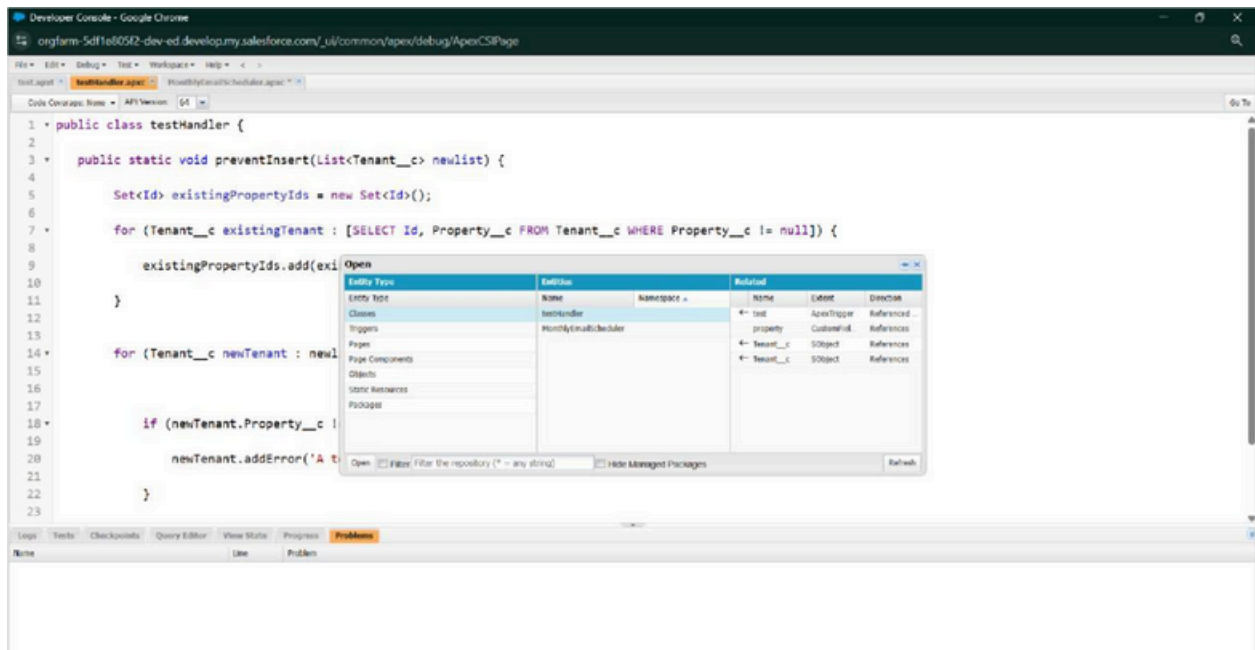 Developer Console - Google Chrome
orgfarm-5df1e805f2-dev-ed.develop.my.salesforce.com/_ui/common/apex/debug/ApexCSIPage
File Edit Debug Test Workspace Help < >
test.apxt testHandler.apxc MonthlyEmailScheduler.apxc *
Code Coverage: None API Version: 64 Go To
1 public class testHandler {
2
3 public static void preventInsert(List<Tenant__c> newlist) {
4
5 Set<Id> existingPropertyIds = new Set<Id>();
6
7 for (Tenant__c existingTenant : [SELECT Id, Property__c FROM Tenant__c WHERE Property__c != null]) {
8
9 existingPropertyIds.add(exi
10
11 }
12
13
14 for (Tenant__c newTenant : newl
15
16
17
18 if (newTenant.Property__c !
19
20 newTenant.addError('A t
21
22 }
23
Open
Entity Type Entities Related
Entity Type Name Namespace Name Extent Direction
Classes testHandler test ApexTrigger Referenced ...
Triggers MonthlyEmailScheduler property CustomFiel... References
Pages Tenant__c SObject References
Page Components Tenant__c SObject References
Objects
Static Resources
Packages
Open Filter Filter the repository (* = any string) Hide Managed Packages Refresh
Logs Tests Checkpoints Query Editor View State Progress Problems
Name Line Problem